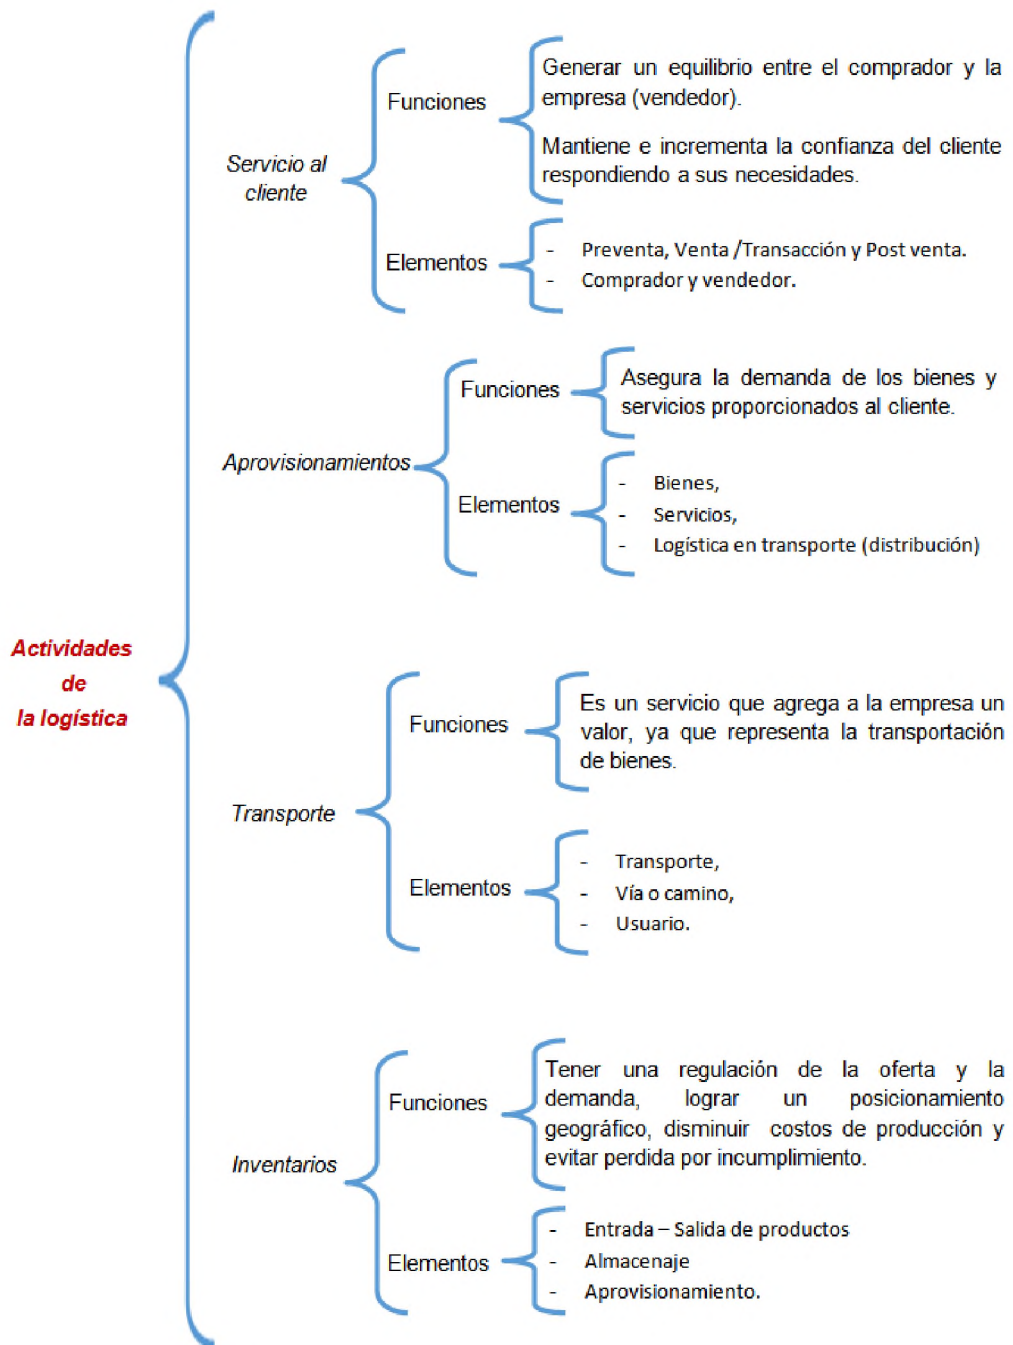 Actividades
de
la logística
Servicio al
cliente
Funciones
Generar un equilibrio entre el comprador y la
empresa (vendedor).
Mantiene e incrementa la confianza del cliente
respondiendo a sus necesidades.
Elementos
- Preventa, Venta /Transacción y Post venta.
- Comprador y vendedor.
Aprovisionamientos
Funciones
Asegura la demanda de los bienes y
servicios proporcionados al cliente.
Elementos
- Bienes,
- Servicios,
- Logística en transporte (distribución)
Transporte
Funciones
Es un servicio que agrega a la empresa un
valor, ya que representa la transportación
de bienes.
Elementos
- Transporte,
- Vía o camino,
- Usuario.
Inventarios
Funciones
Tener una regulación de la oferta y la
demanda, lograr un posicionamiento
geográfico, disminuir costos de producción y
evitar perdida por incumplimiento.
Elementos
- Entrada – Salida de productos
- Almacenaje
- Aprovisionamiento.